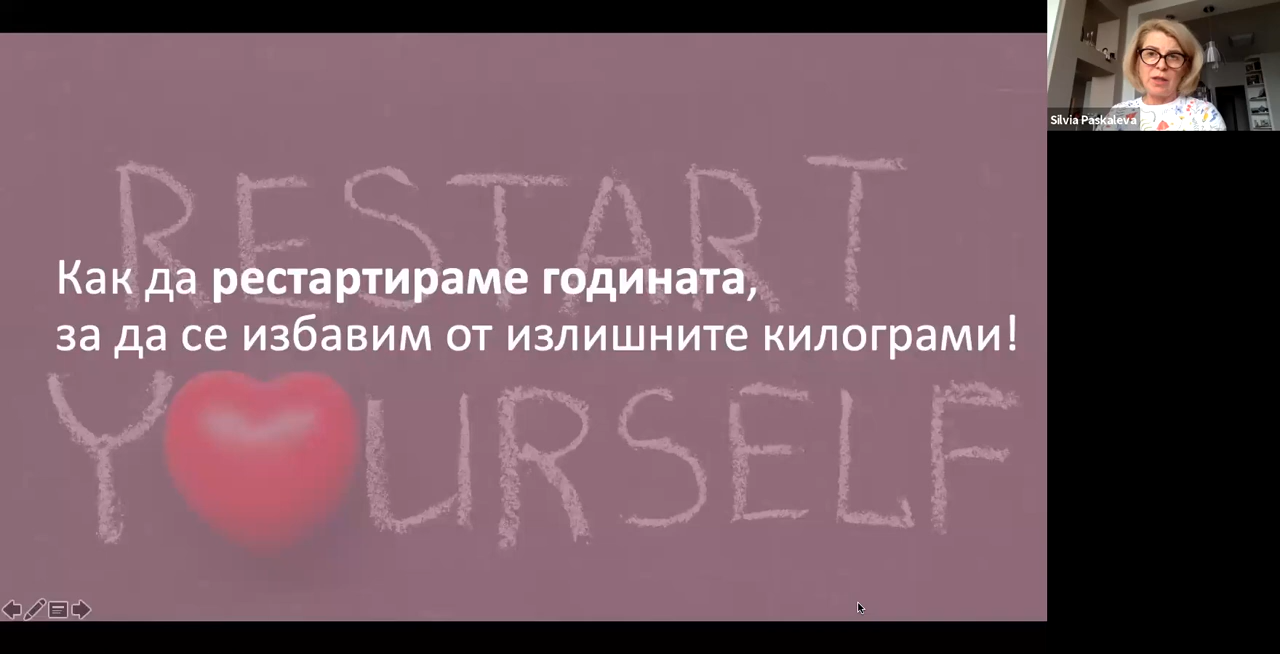 RESTART
Как да рестартираме годината,
за да се избавим от излишните килограми!
Y URSELF
Silvia Paskaleva